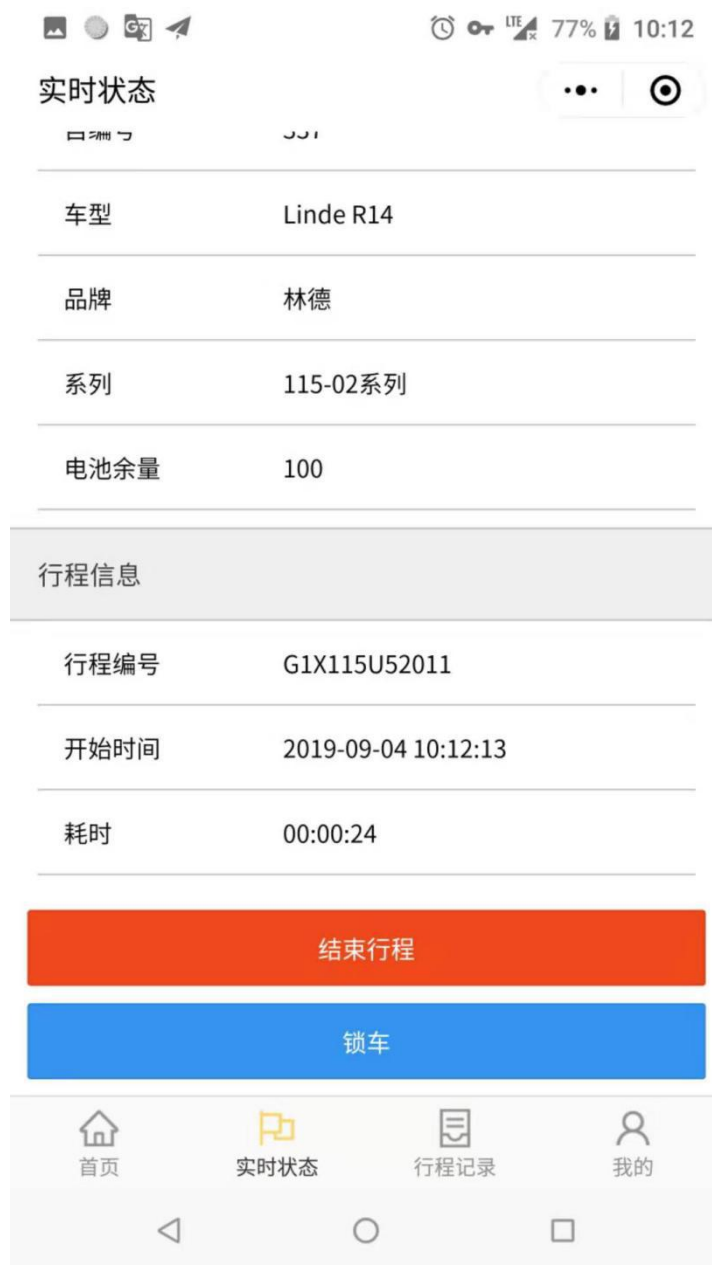 77% 10:12
实时状态
车型 Linde R14
品牌 林德
系列 115-02系列
电池余量 100
行程信息
行程编号 G1X115U52011
开始时间 2019-09-04 10:12:13
耗时 00:00:24
结束行程
锁车
首页 实时状态 行程记录 我的